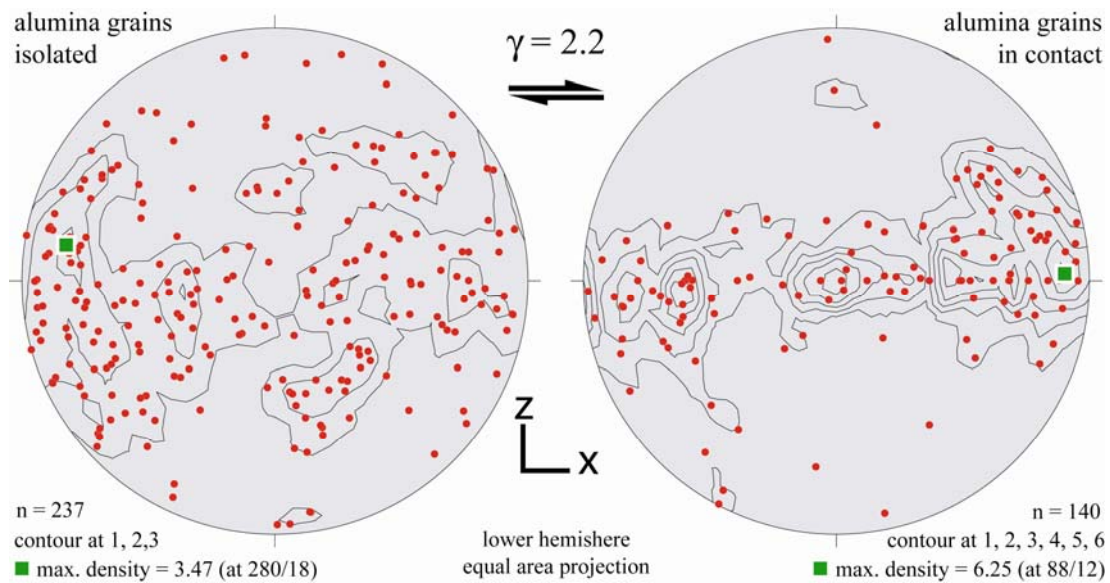 alumina grains
isolated
γ = 2.2
alumina grains
in contact
z
x
n = 237
contour at 1, 2,3
max. density = 3.47 (at 280/18)
lower hemishere
equal area projection
n = 140
contour at 1, 2, 3, 4, 5, 6
max. density = 6.25 (at 88/12)